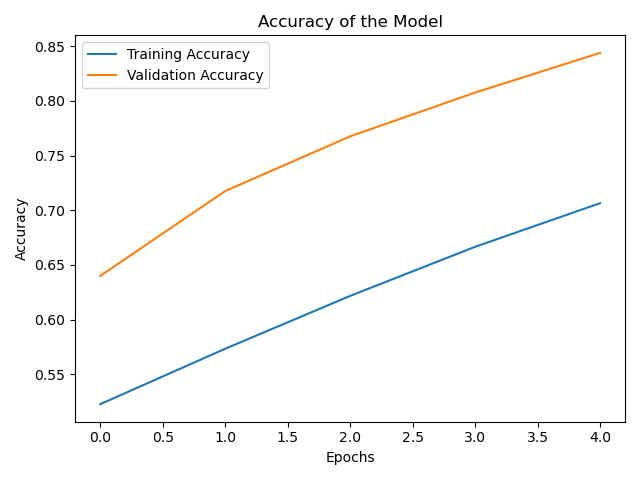 Accuracy of the Model
Training Accuracy
Validation Accuracy
0.85
0.80
0.75
0.70
0.65
0.60
0.55
Accuracy
0.0 0.5 1.0 1.5 2.0 2.5 3.0 3.5 4.0
Epochs